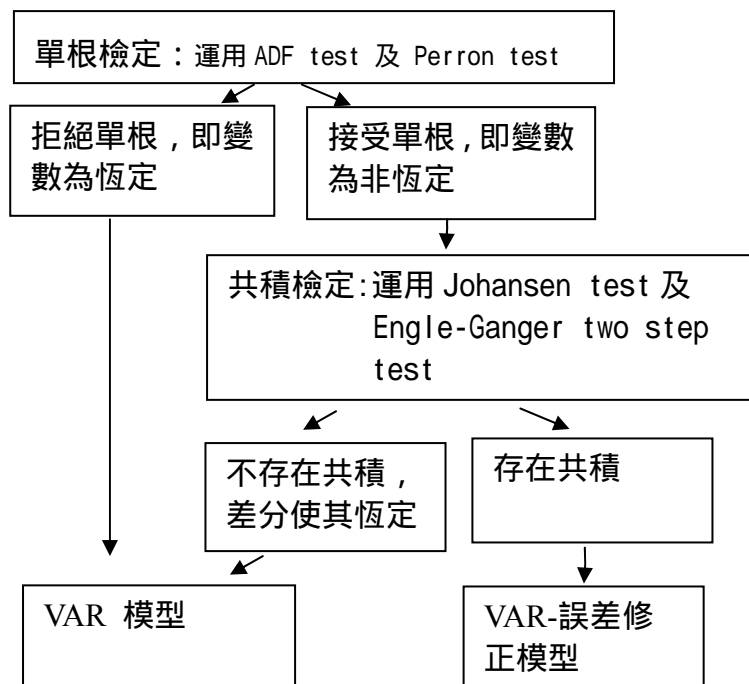 單根檢定：運用 ADF test 及 Perron test
拒絕單根，即變
數為恆定
接受單根，即變數
為非恆定
共積檢定:運用 Johansen test 及
Engle-Ganger two step
test
不存在共積，
差分使其恆定
存在共積
VAR 模型
VAR-誤差修
正模型